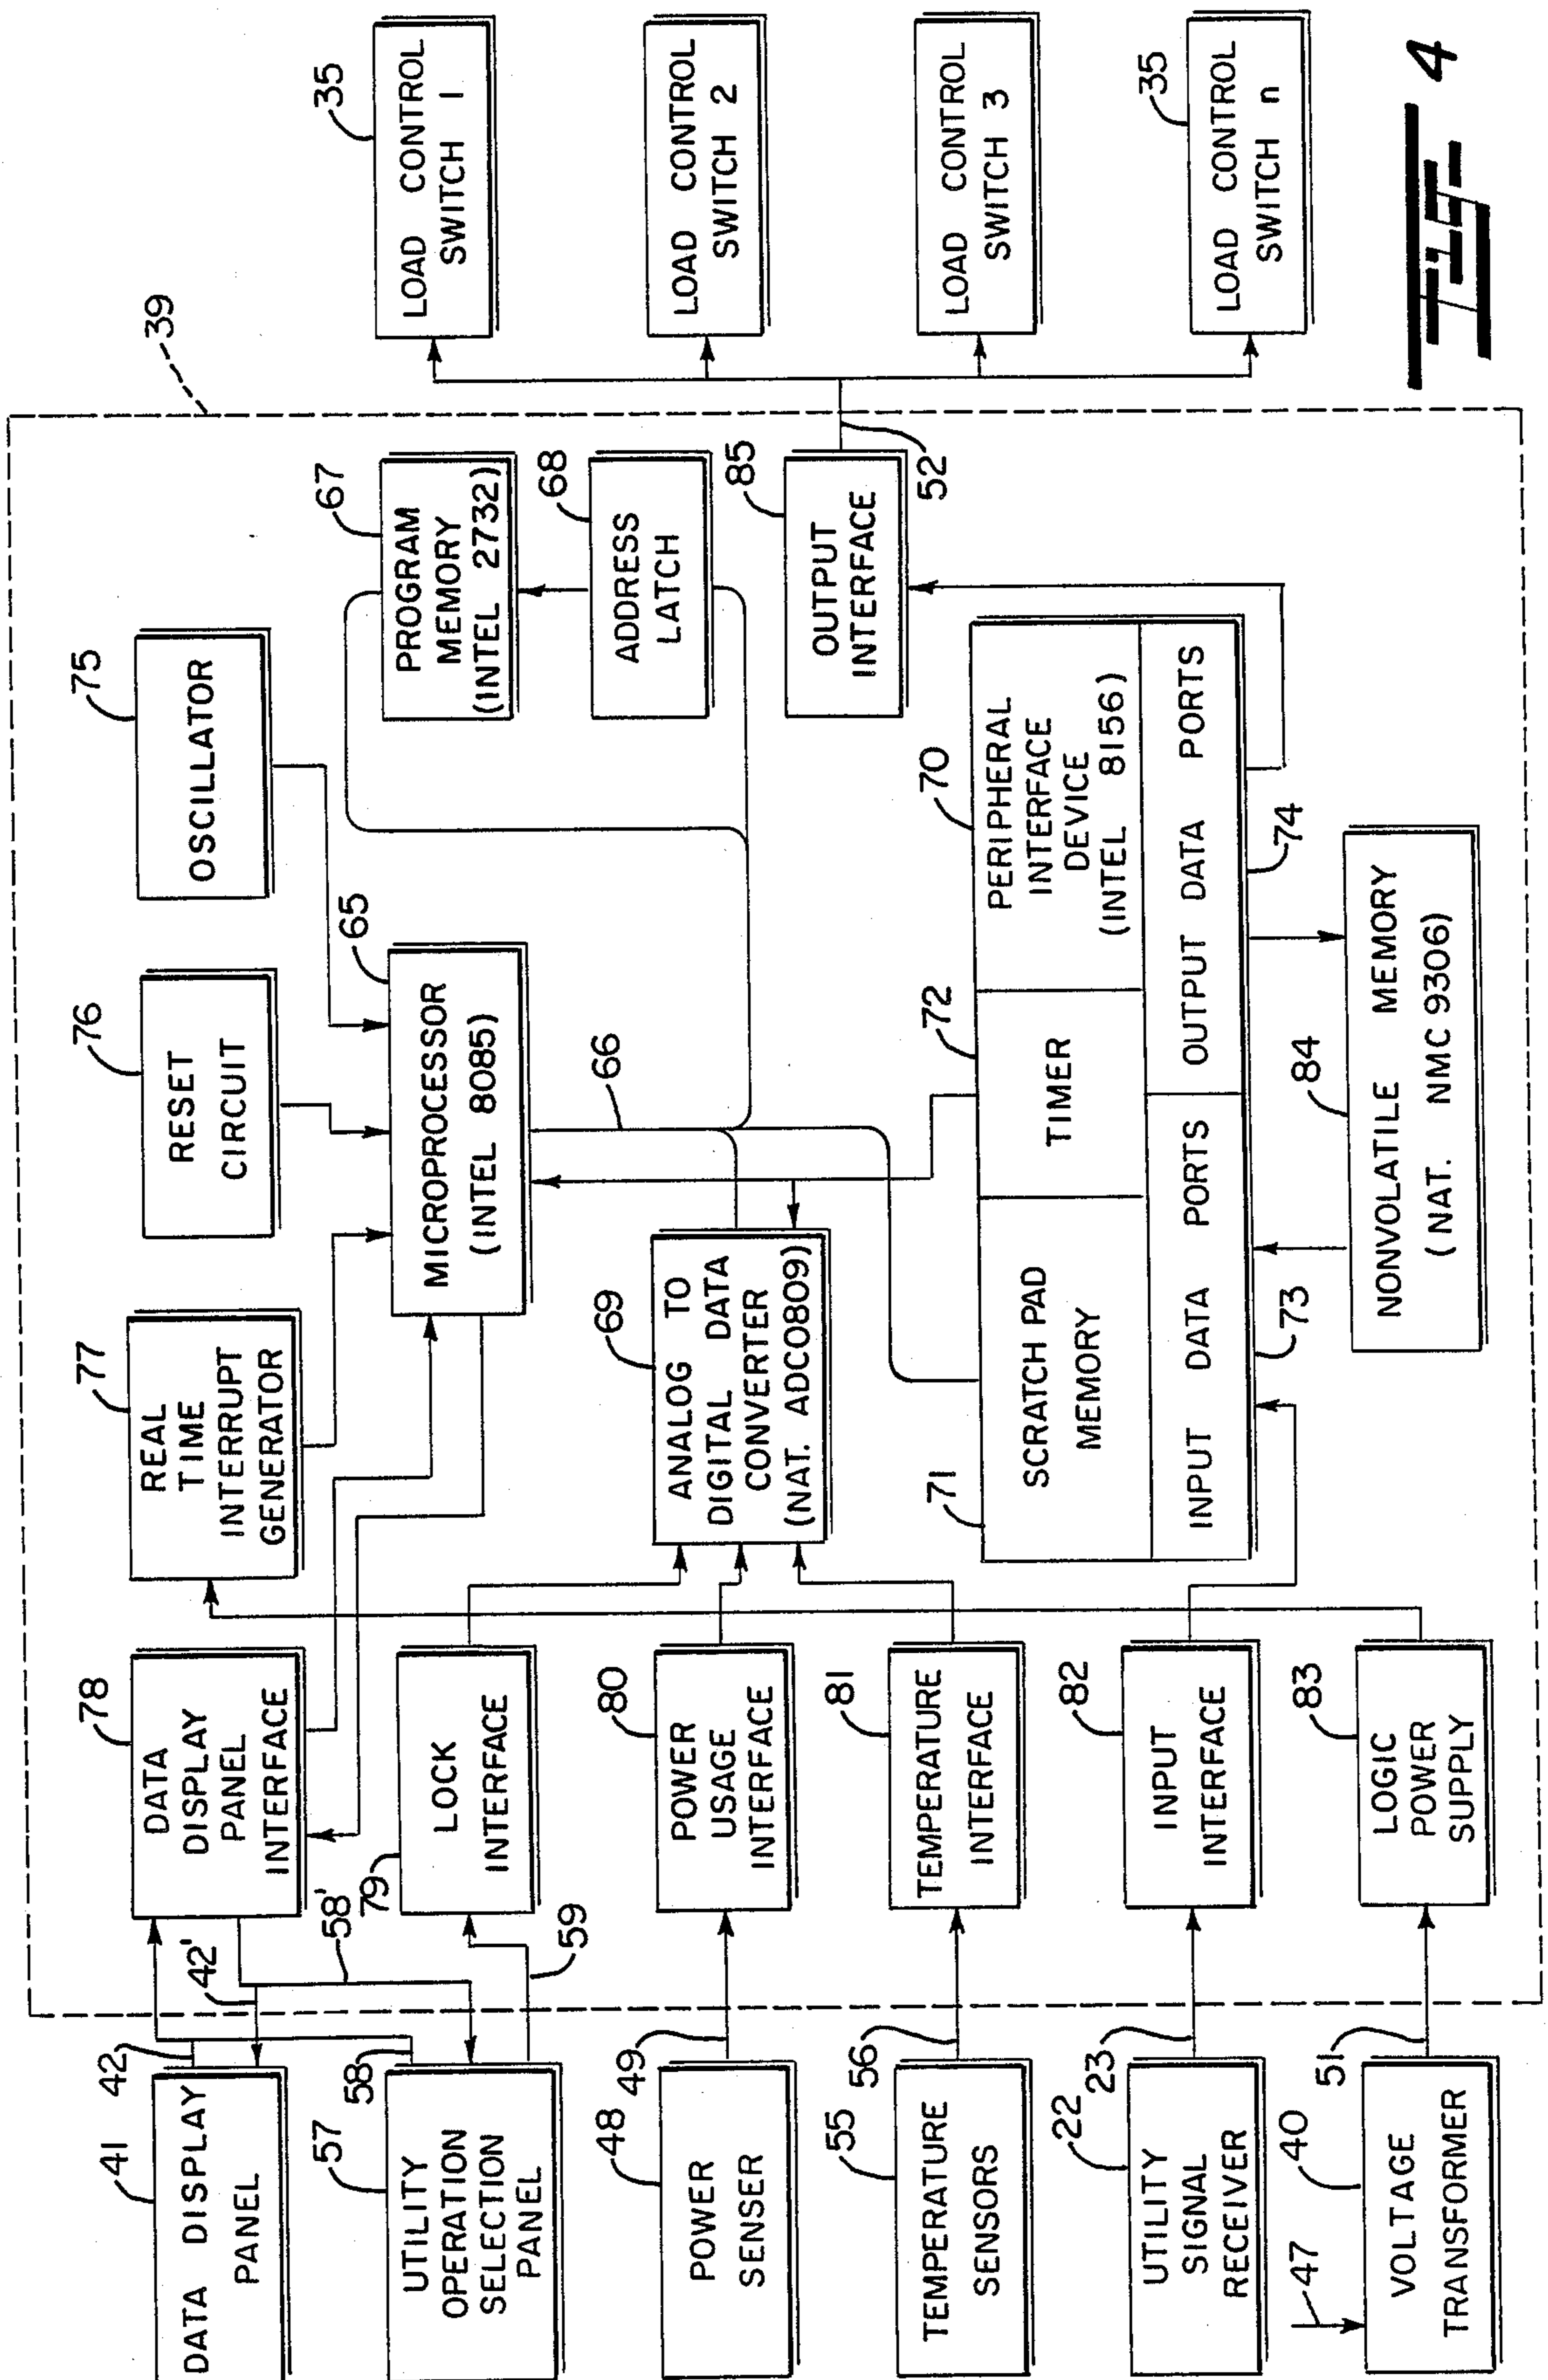 41
DATA DISPLAY
PANEL
42
42'
57
UTILITY
OPERATION
SELECTION
PANEL
58
58'
59
48
POWER
SENSER
49
55
TEMPERATURE
SENSORS
56
22
UTILITY
SIGNAL
RECEIVER
23
47
40
VOLTAGE
TRANSFORMER
51
78
DATA
DISPLAY
PANEL
INTERFACE
79
LOCK
INTERFACE
80
POWER
USAGE
INTERFACE
81
TEMPERATURE
INTERFACE
82
INPUT
INTERFACE
83
LOGIC
POWER
SUPPLY
77
REAL
TIME
INTERRUPT
GENERATOR
76
RESET
CIRCUIT
75
OSCILLATOR
65
MICROPROCESSOR
(INTEL 8085)
66
69
ANALOG TO
DIGITAL DATA
CONVERTER
(NAT. ADC0809)
67
PROGRAM
MEMORY
(INTEL 2732)
68
ADDRESS
LATCH
85
OUTPUT
INTERFACE
52
71
SCRATCH PAD
MEMORY
72
TIMER
70
PERIPHERAL
INTERFACE
DEVICE
(INTEL 8156)
INPUT DATA PORTS
OUTPUT DATA PORTS
73
74
84
NONVOLATILE MEMORY
(NAT. NMC 9306)
39
35
LOAD CONTROL
SWITCH 1
LOAD CONTROL
SWITCH 2
LOAD CONTROL
SWITCH 3
35
LOAD CONTROL
SWITCH n
FIG 4